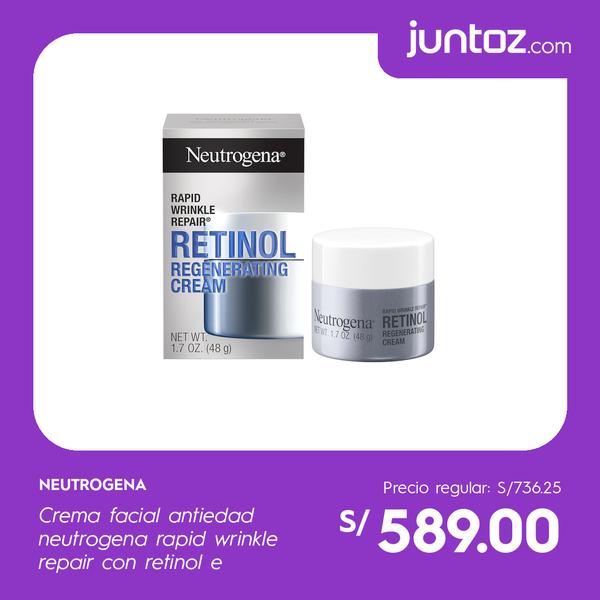 juntoz.com
Neutrogena®
RAPID
WRINKLE
REPAIR®
RETINOL
REGENERATING
CREAM
NET WT.
1.7 OZ. (48 g)
Neutrogena®
RAPID WRINKLE REPAIR®
RETINOL
REGENERATING
CREAM
NET WT. 1.7 OZ. (48 g)
NEUTROGENA
Crema facial antiedad
neutrogena rapid wrinkle
repair con retinol e
Precio regular: S/736.25
S/ 589.00